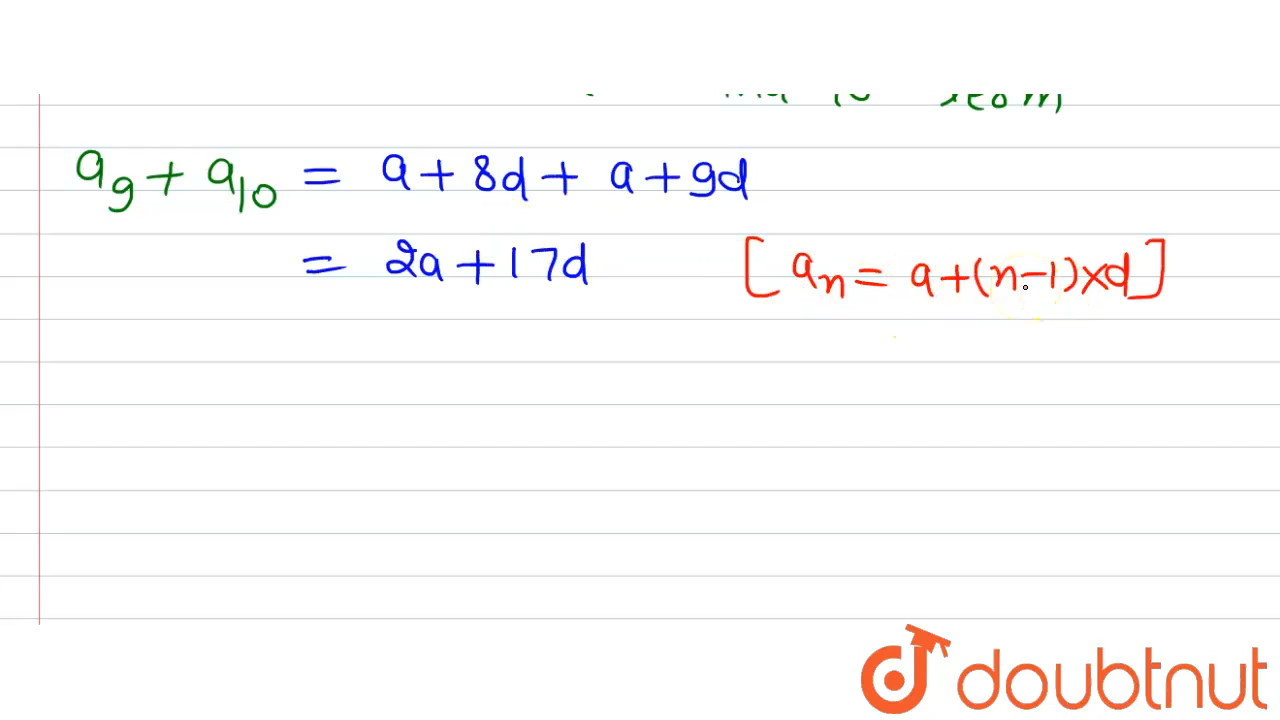 a₉ + a₁₀ = a + 8d + a + 9d
= 2a + 17d [aₙ = a + (n-1) × d]
doubtnut